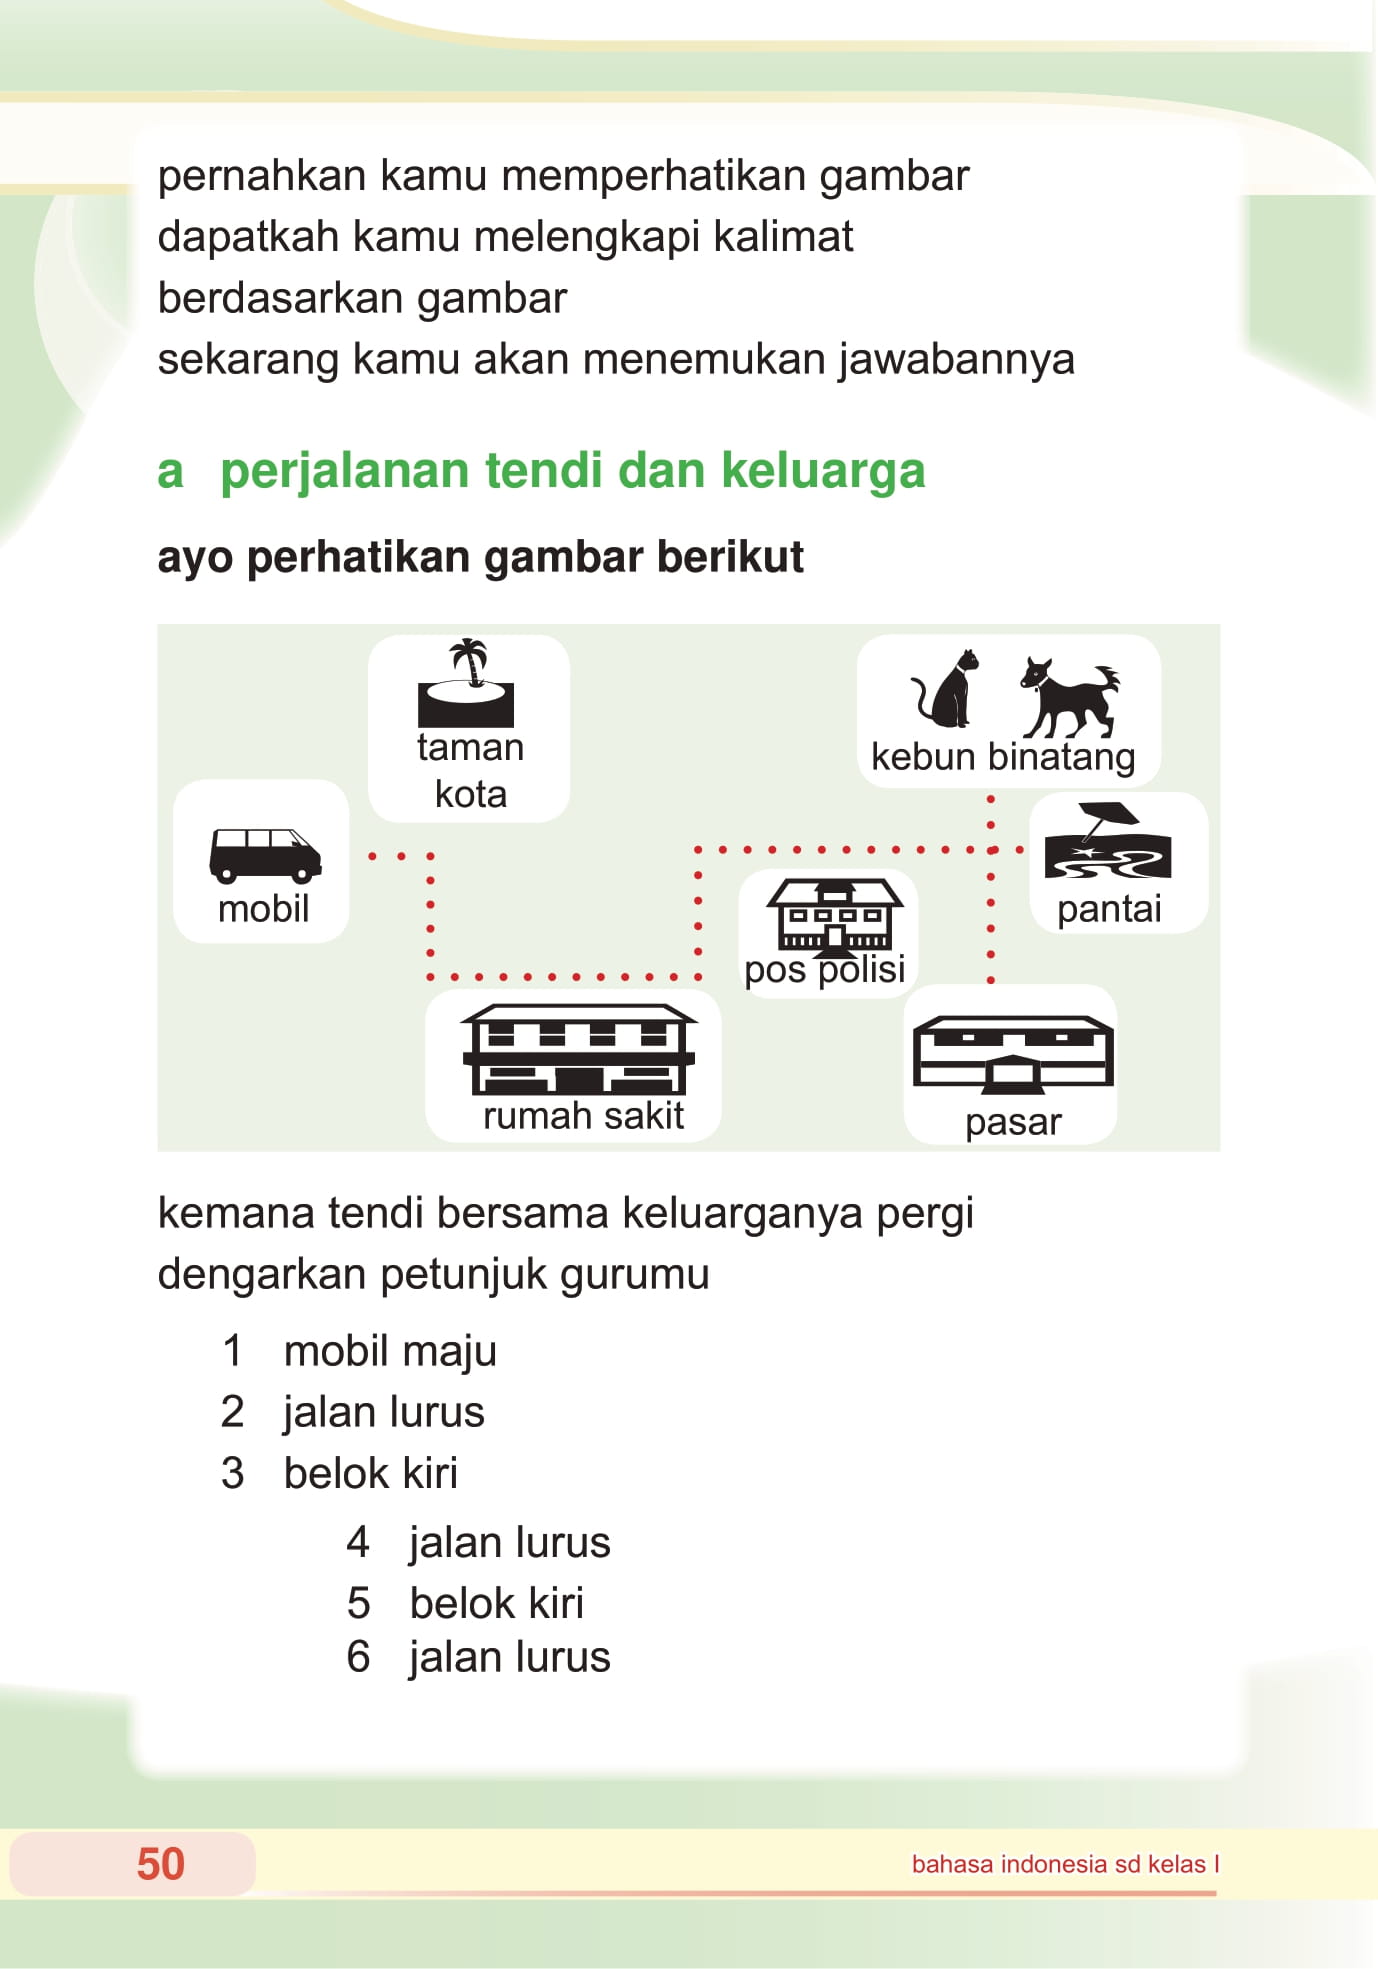 pernahkan kamu memperhatikan gambar
dapatkah kamu melengkapi kalimat
berdasarkan gambar
sekarang kamu akan menemukan jawabannya
a perjalanan tendi dan keluarga
ayo perhatikan gambar berikut
taman
kota
kebun binatang
mobil
pantai
pos polisi
rumah sakit
pasar
kemana tendi bersama keluarganya pergi
dengarkan petunjuk gurumu
1 mobil maju
2 jalan lurus
3 belok kiri
4 jalan lurus
5 belok kiri
6 jalan lurus
50
bahasa indonesia sd kelas I